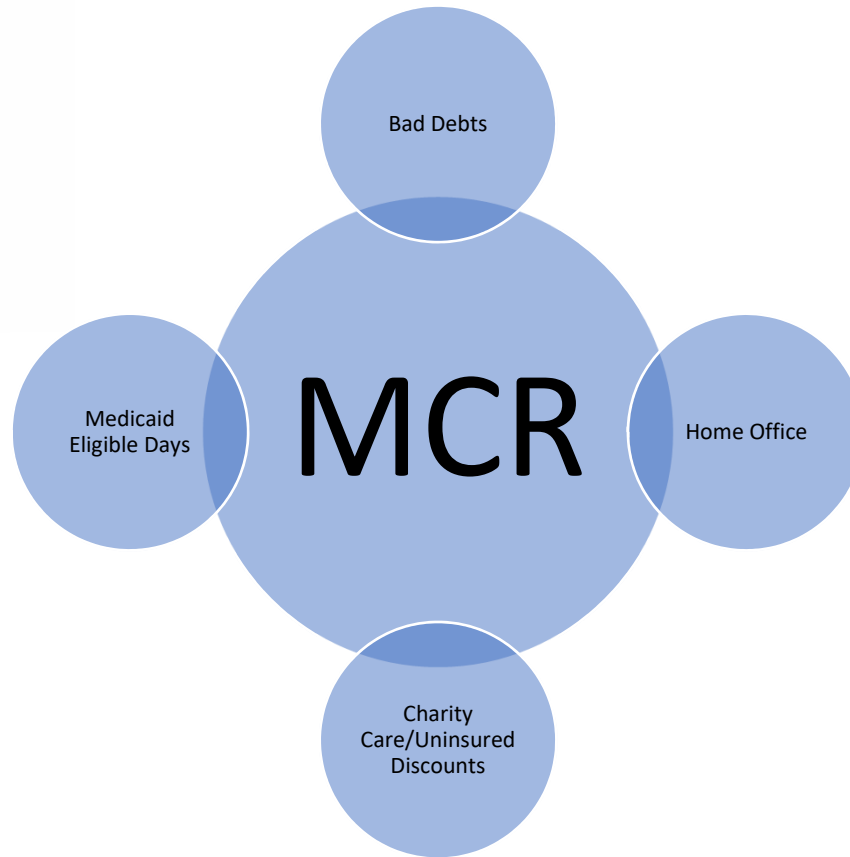 Bad Debts
Medicaid
Eligible Days
MCR
Home Office
Charity
Care/Uninsured
Discounts